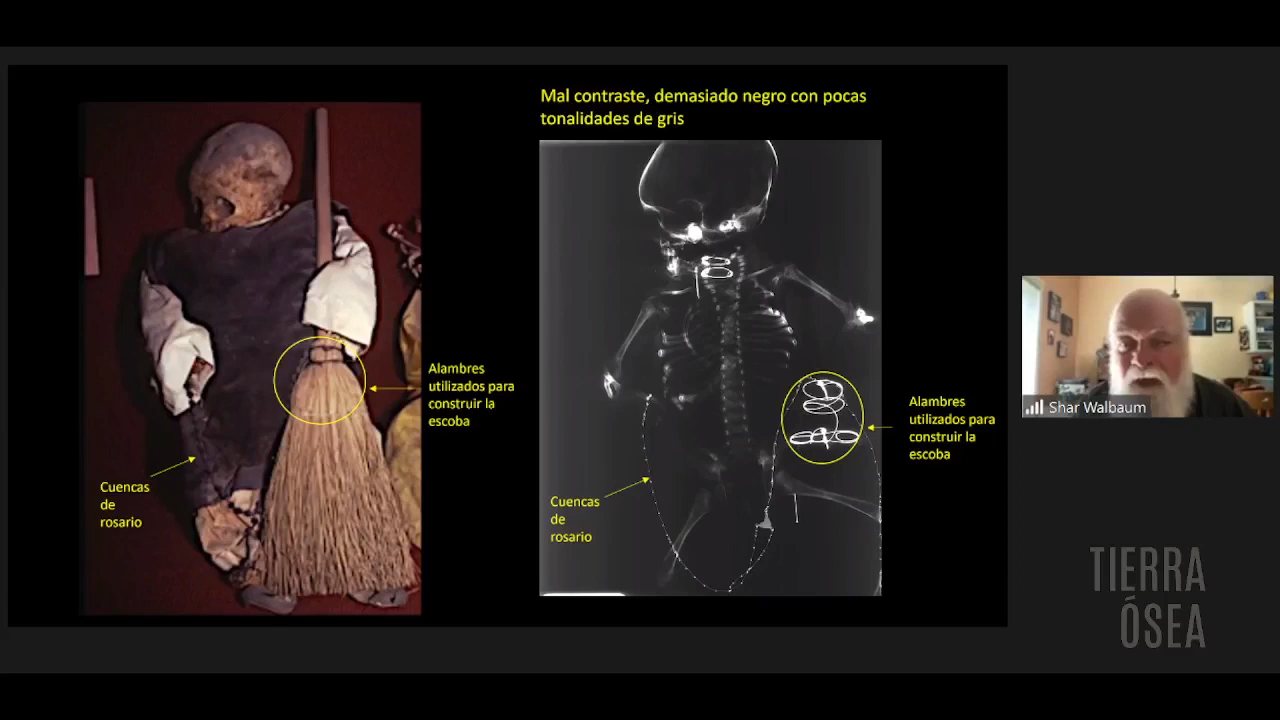 Mal contraste, demasiado negro con pocas
tonalidades de gris
Alambres
utilizados para
construir la
escoba
Cuencas
de
rosario
Alambres
utilizados para
construir la
escoba
Cuencas
de
rosario
Shar Walbaum
TIERRA
ÓSEA